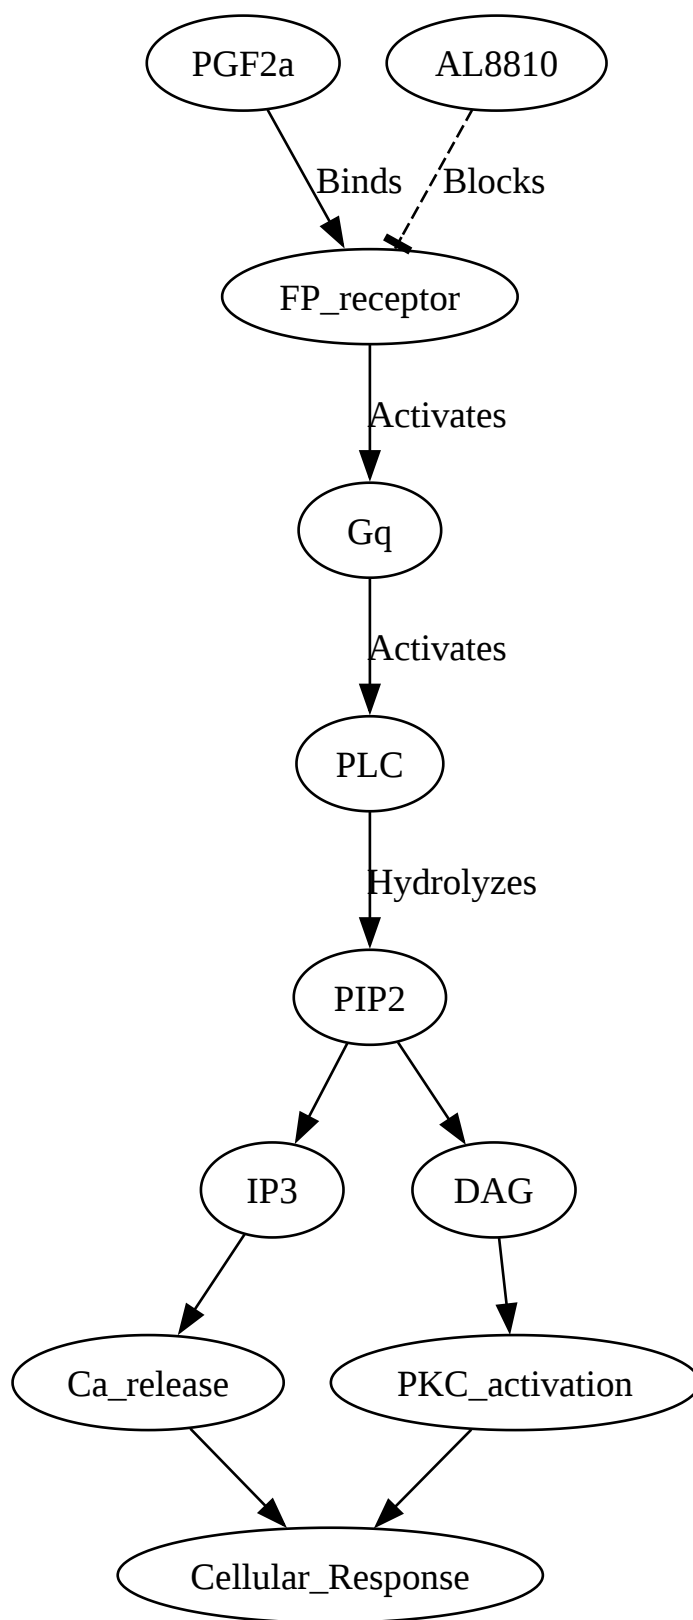 PGF2a
AL8810
Binds
Blocks
FP_receptor
Activates
Gq
Activates
PLC
Hydrolyzes
PIP2
IP3
DAG
Ca_release
PKC_activation
Cellular_Response